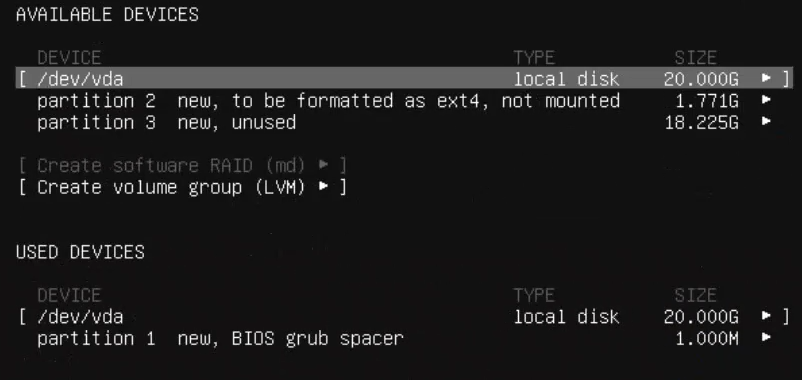 AVAILABLE DEVICES
DEVICE TYPE SIZE
[ /dev/vda local disk 20.000G ► ]
partition 2 new, to be formatted as ext4, not mounted 1.771G ►
partition 3 new, unused 18.225G ►
[ Create software RAID (md) ► ]
[ Create volume group (LVM) ► ]
USED DEVICES
DEVICE TYPE SIZE
[ /dev/vda local disk 20.000G ► ]
partition 1 new, BIOS grub spacer 1.000M ►